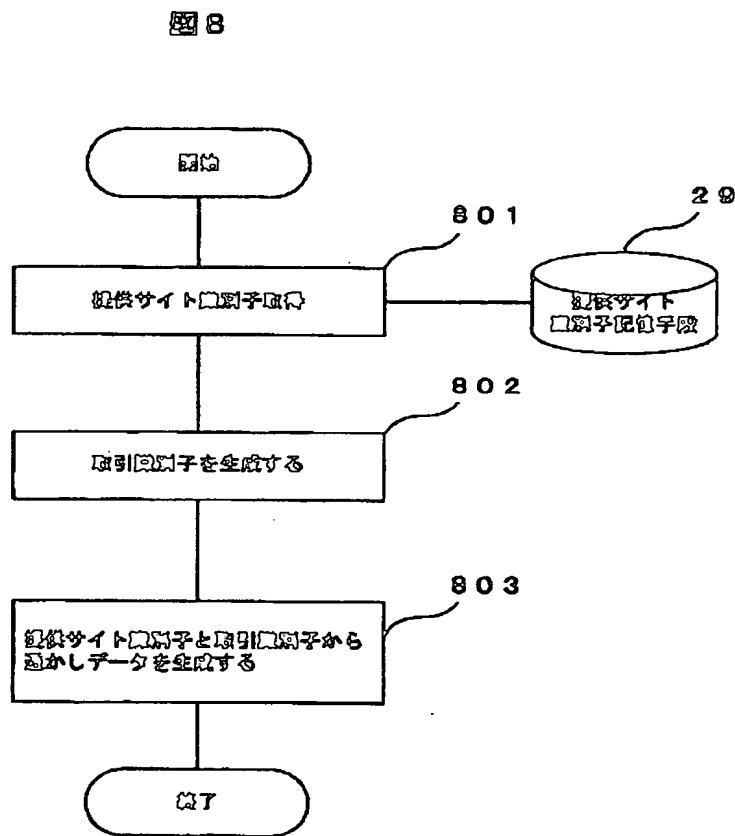 図８
開始
８０１
２９
提供サイト識別子取得
提供サイト
識別子記憶手段
８０２
取引識別子を生成する
８０３
提供サイト識別子と取引識別子から
透かしデータを生成する
終了